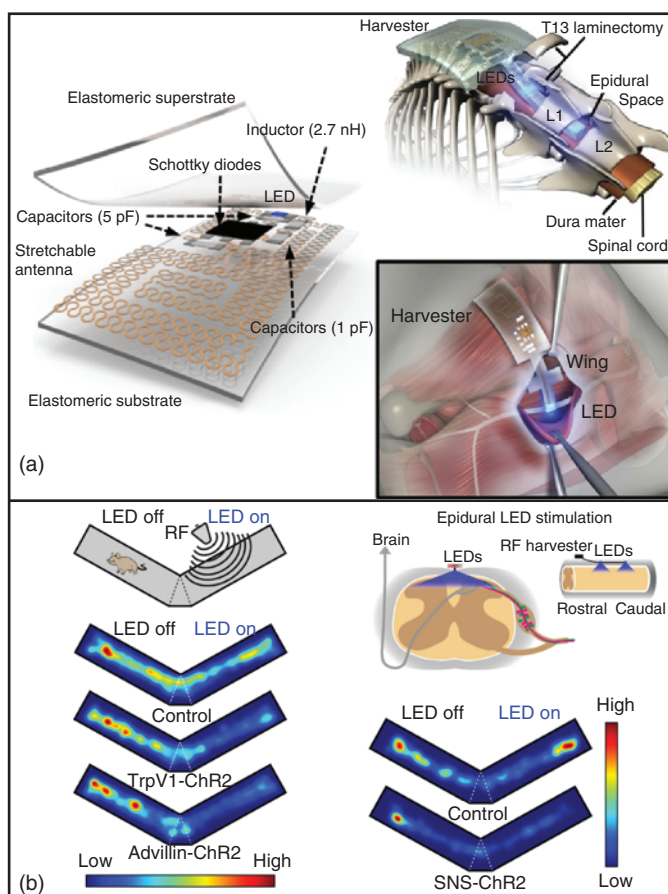 Harvester
T13 laminectomy
LEDs
Epidural
Space
L1
L2
Dura mater
Spinal cord
Elastomeric superstrate
Inductor (2.7 nH)
Schottky diodes
LED
Capacitors (5 pF)
Stretchable
antenna
Capacitors (1 pF)
Elastomeric substrate
Harvester
Wing
LED
(a)
LED off
LED on
RF
LED off
LED on
Control
TrpV1-ChR2
Advillin-ChR2
Low
High
Epidural LED stimulation
Brain
LEDs
RF harvester
LEDs
Rostral
Caudal
LED off
LED on
High
Control
SNS-ChR2
Low
(b)